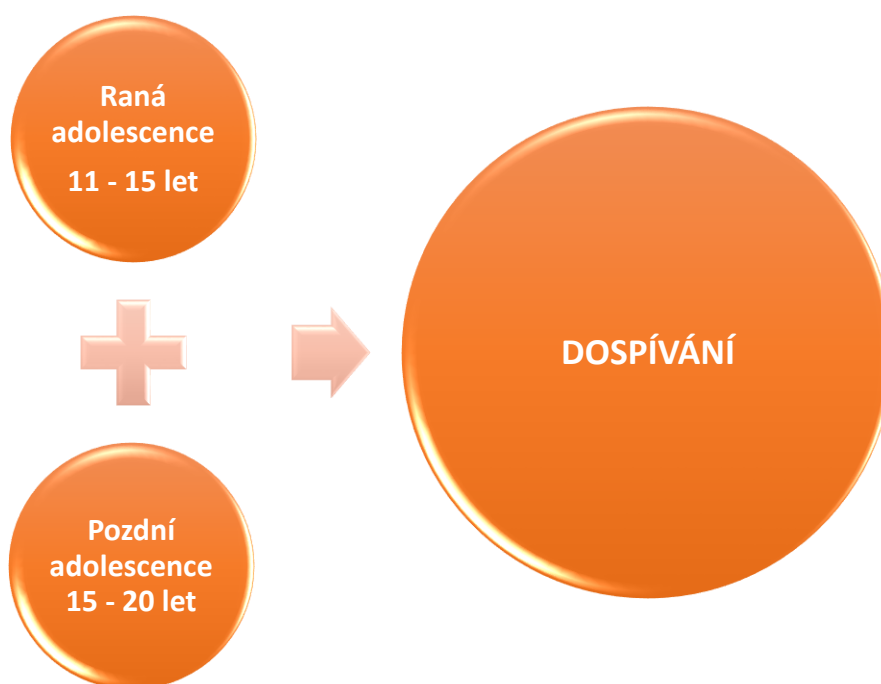 Raná
adolescence
11 - 15 let
Pozdní
adolescence
15 - 20 let
DOSPÍVÁNÍ